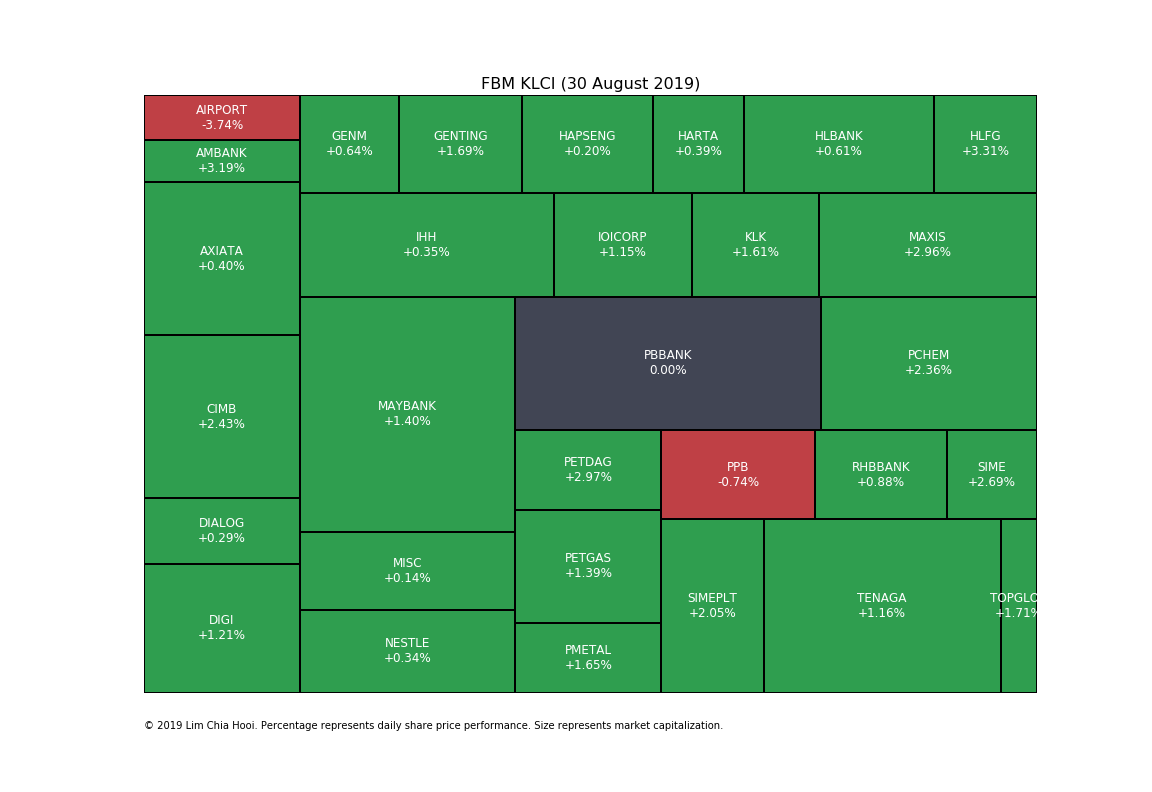 FBM KLCI (30 August 2019)
AIRPORT
-3.74%
AMBANK
+3.19%
AXIATA
+0.40%
CIMB
+2.43%
DIALOG
+0.29%
DIGI
+1.21%
GENM
+0.64%
GENTING
+1.69%
HAPSENG
+0.20%
HARTA
+0.39%
HLBANK
+0.61%
HLFG
+3.31%
IHH
+0.35%
IOICORP
+1.15%
KLK
+1.61%
MAXIS
+2.96%
MAYBANK
+1.40%
MISC
+0.14%
NESTLE
+0.34%
PBBANK
0.00%
PCHEM
+2.36%
PETDAG
+2.97%
PETGAS
+1.39%
PMETAL
+1.65%
PPB
-0.74%
RHBBANK
+0.88%
SIME
+2.69%
SIMEPLT
+2.05%
TENAGA
+1.16%
+1.71%
© 2019 Lim Chia Hooi. Percentage represents daily share price performance. Size represents market capitalization.